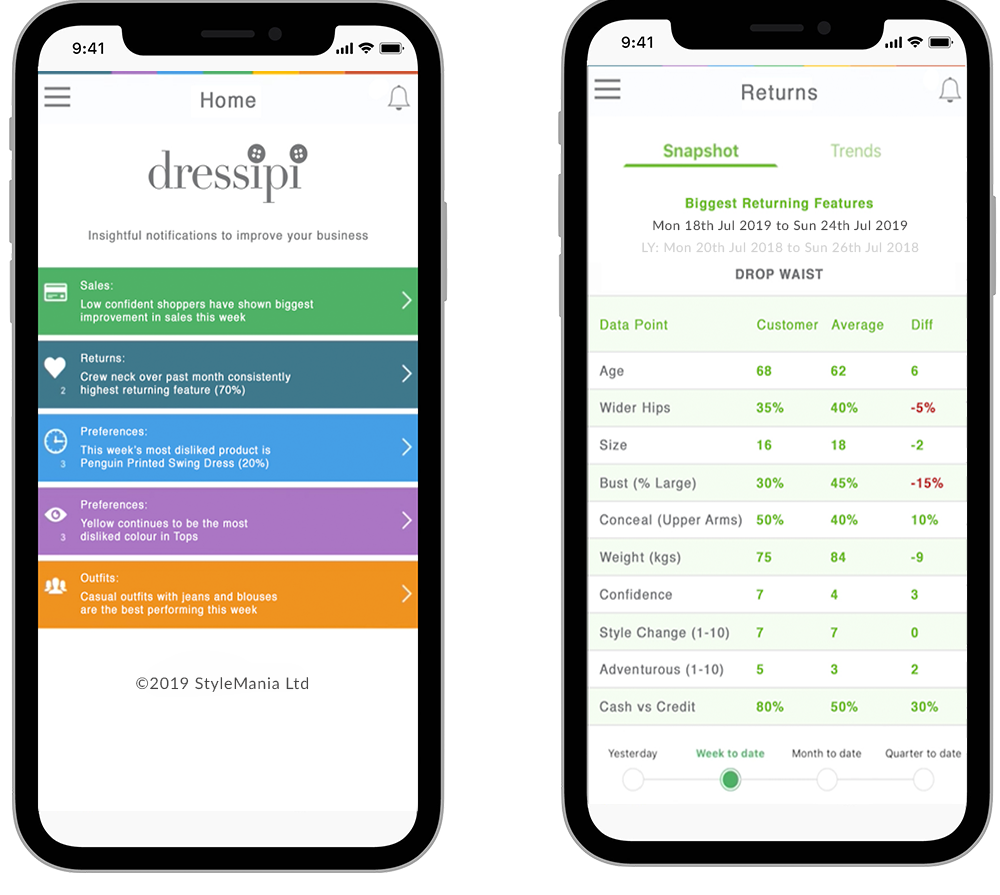 9:41
Home
dressipi
Insightful notifications to improve your business
Sales:
Low confident shoppers have shown biggest
improvement in sales this week
Returns:
Crew neck over past month consistently
highest returning feature (70%)
2
Preferences:
This week's most disliked product is
Penguin Printed Swing Dress (20%)
3
Preferences:
Yellow continues to be the most
disliked colour in Tops
3
Outfits:
Casual outfits with jeans and blouses
are the best performing this week
©2019 StyleMania Ltd
9:41
Returns
Snapshot Trends
Biggest Returning Features
Mon 18th Jul 2019 to Sun 24th Jul 2019
LY: Mon 20th Jul 2018 to Sun 26th Jul 2018
DROP WAIST
Data Point Customer Average Diff
Age 68 62 6
Wider Hips 35% 40% -5%
Size 16 18 -2
Bust (% Large) 30% 45% -15%
Conceal (Upper Arms) 50% 40% 10%
Weight (kgs) 75 84 -9
Confidence 7 4 3
Style Change (1-10) 7 7 0
Adventurous (1-10) 5 3 2
Cash vs Credit 80% 50% 30%
Yesterday Week to date Month to date Quarter to date